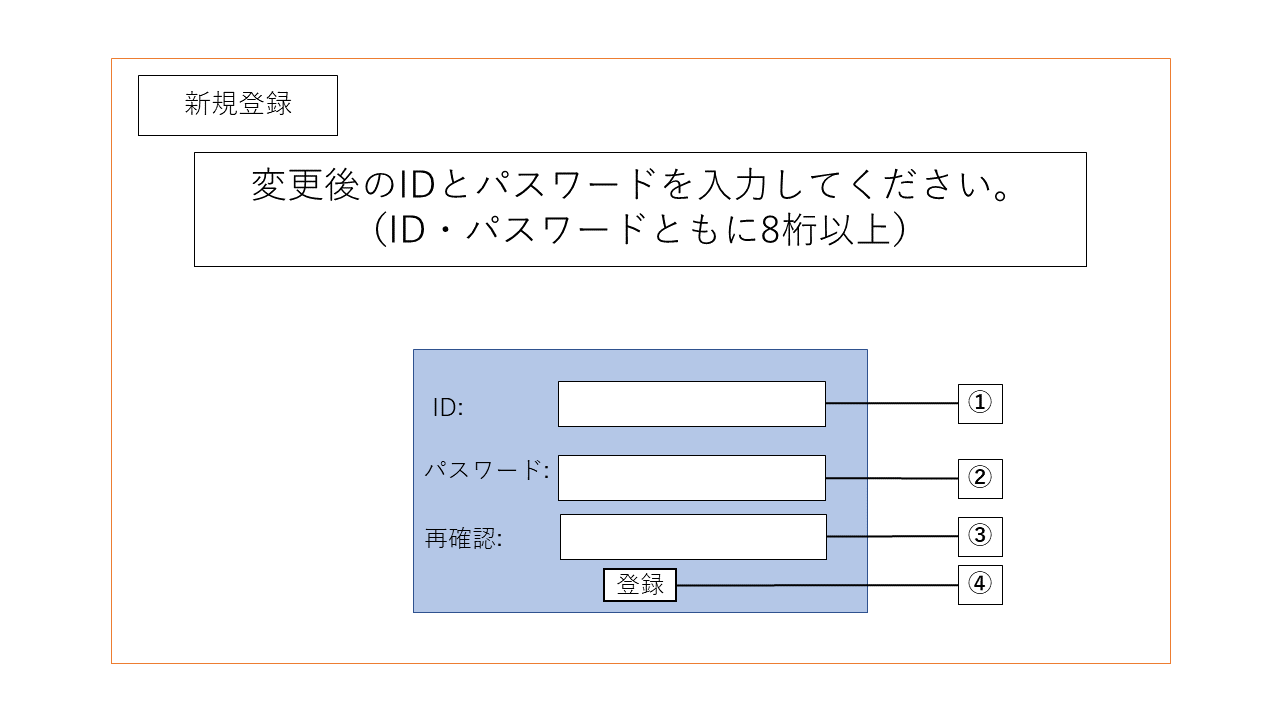 新規登録
変更後のIDとパスワードを入力してください。
（ID・パスワードともに8桁以上）
ID:
①
パスワード:
②
再確認:
③
登録
④